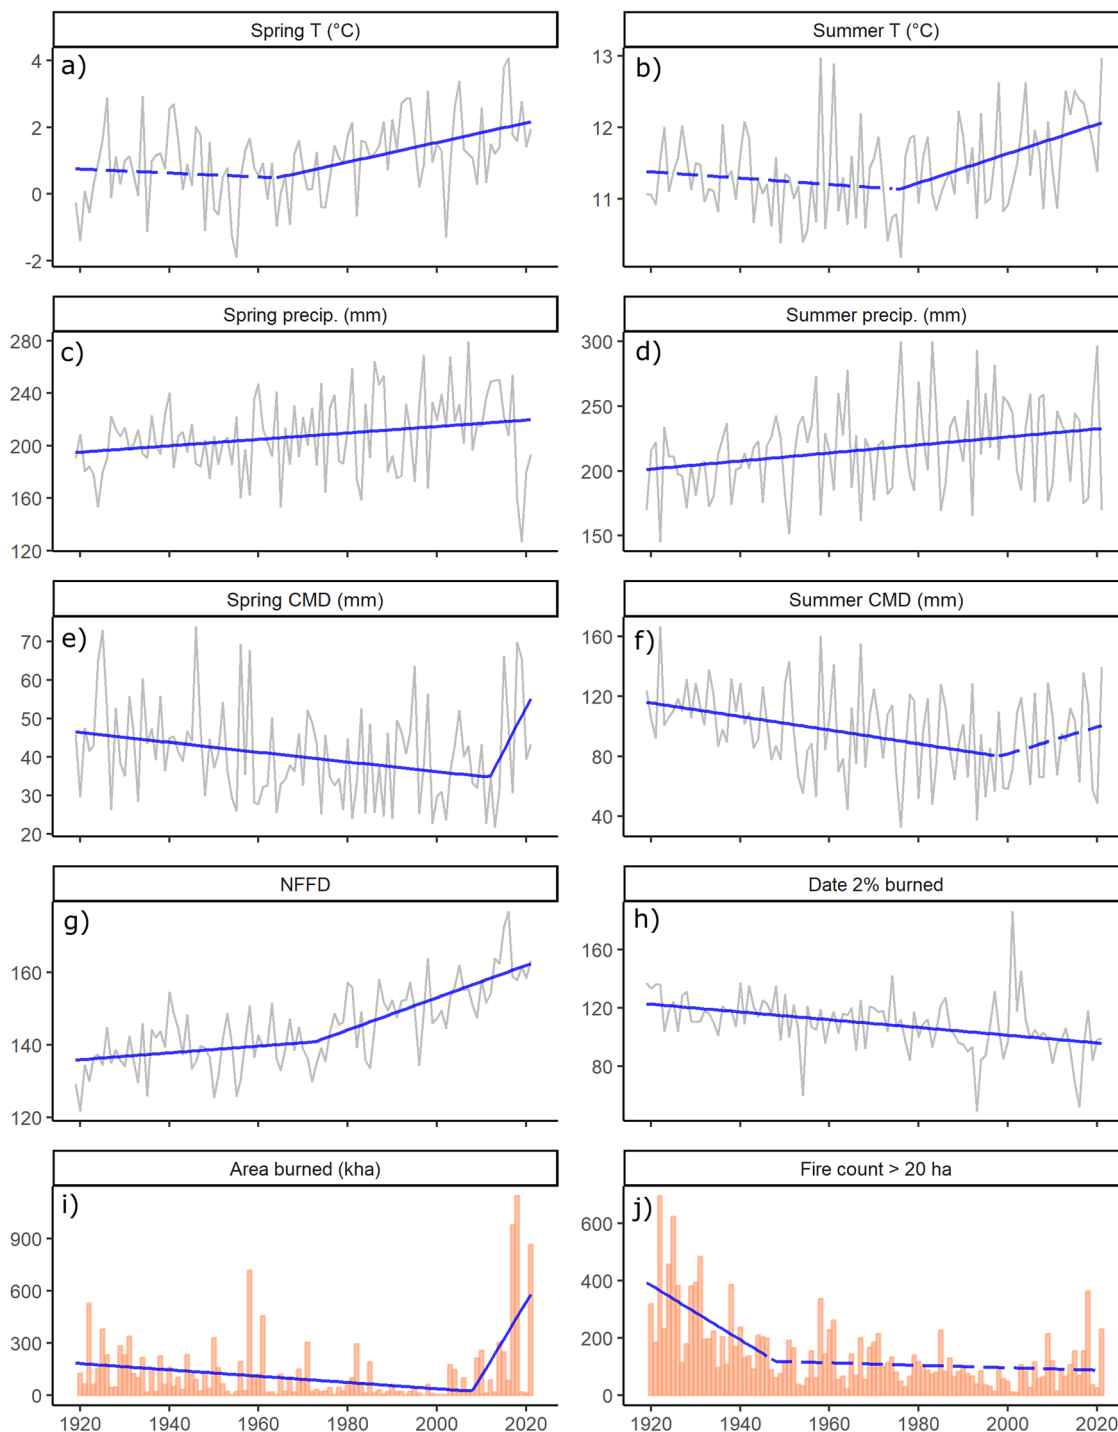 Spring T (°C)
Summer T (°C)
a)
4
2
0
-2
b)
13
12
11
Spring precip. (mm)
Summer precip. (mm)
c)
280
240
200
160
120
d)
300
250
200
150
Spring CMD (mm)
Summer CMD (mm)
e)
70
60
50
40
30
20
f)
160
120
80
40
NFFD
Date 2% burned
g)
160
140
120
h)
160
120
80
Area burned (kha)
Fire count > 20 ha
i)
900
600
300
0
j)
600
400
200
0
1920 1940 1960 1980 2000 2020
1920 1940 1960 1980 2000 2020